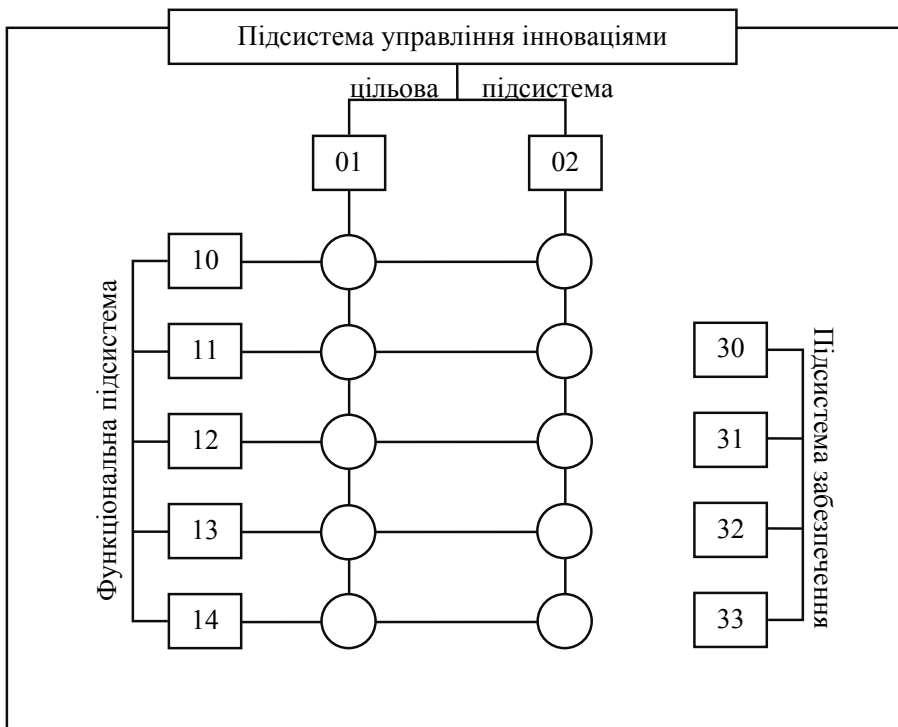 Підсистема управління інноваціями
цільова підсистема
01 02
10
11
12
13
14
Функціональна підсистема
30
31
32
33
Підсистема забезпечення